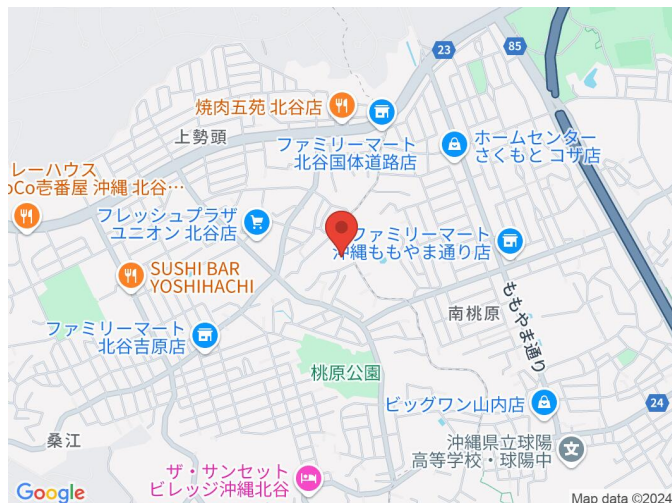 23
85
焼肉五苑 北谷店
上勢頭
ファミリーマート
北谷国体道路店
ホームセンター
さくもと コザ店
レーハウス
oCo壱番屋 沖縄 北谷…
フレッシュプラザ
ユニオン 北谷店
ファミリーマート
沖縄ももやま通り店
SUSHI BAR
YOSHIHACHI
南桃原
ももやま通り
ファミリーマート
北谷吉原店
桃原公園
ビッグワン山内店
24
桑江
沖縄県立球陽
高等学校・球陽中
ザ・サンセット
ビレッジ沖縄北谷
Google
Map data ©2024